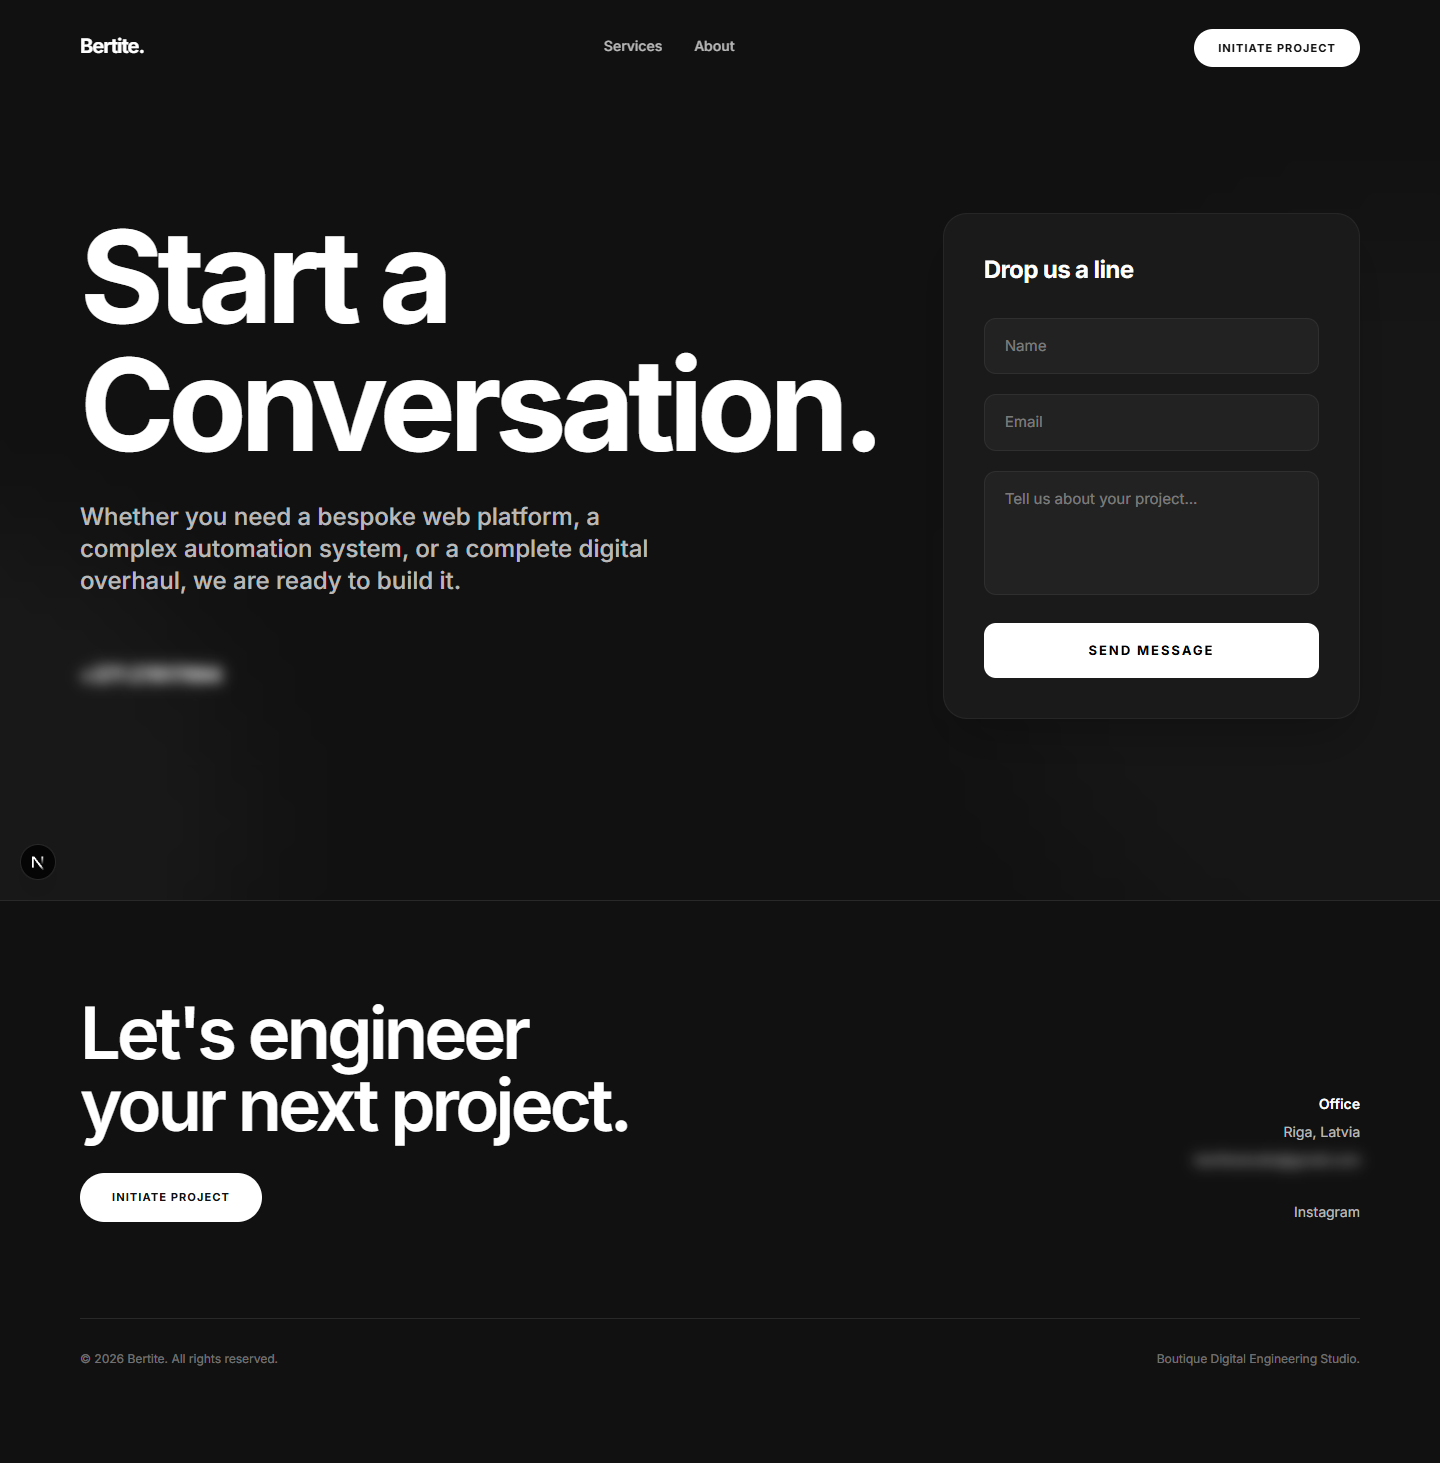 Bertite.
Services
About
INITIATE PROJECT
Start a
Conversation.
Whether you need a bespoke web platform, a
complex automation system, or a complete digital
overhaul, we are ready to build it.
Drop us a line
Name
Email
Tell us about your project...
SEND MESSAGE
N
Let's engineer
your next project.
INITIATE PROJECT
Office
Riga, Latvia
Instagram
© 2026 Bertite. All rights reserved.
Boutique Digital Engineering Studio.